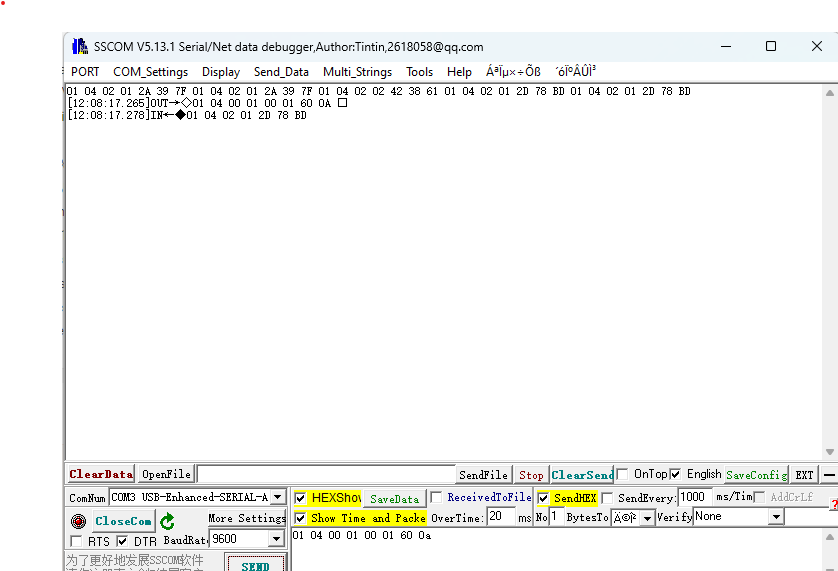 SSCOM V5.13.1 Serial/Net data debugger,Author:Tintin,2618058@qq.com
PORT COM_Settings Display Send_Data Multi_Strings Tools Help ÁªÏµ×÷Õß ´óÏºÂÛÌ³
01 04 02 01 2A 39 7F 01 04 02 01 2A 39 7F 01 04 02 02 42 38 61 01 04 02 01 2D 78 BD 01 04 02 01 2D 78 BD
[12:08:17.265]OUT→◇01 04 00 01 00 01 60 0A □
[12:08:17.278]IN←◆01 04 02 01 2D 78 BD
ClearData OpenFile SendFile Stop ClearSend OnTop English SaveConfig EXT —
ComNum COM3 USB-Enhanced-SERIAL-A HEXShow SaveData ReceivedToFile SendHEX SendEvery: 1000 ms/Tim AddCrLf
CloseCom More Settings Show Time and Packe OverTime: 20 ms No 1 BytesTo Verify None
RTS DTR BaudRat 9600 01 04 00 01 00 01 60 0a
为了更好地发展SSCOM软件
SEND